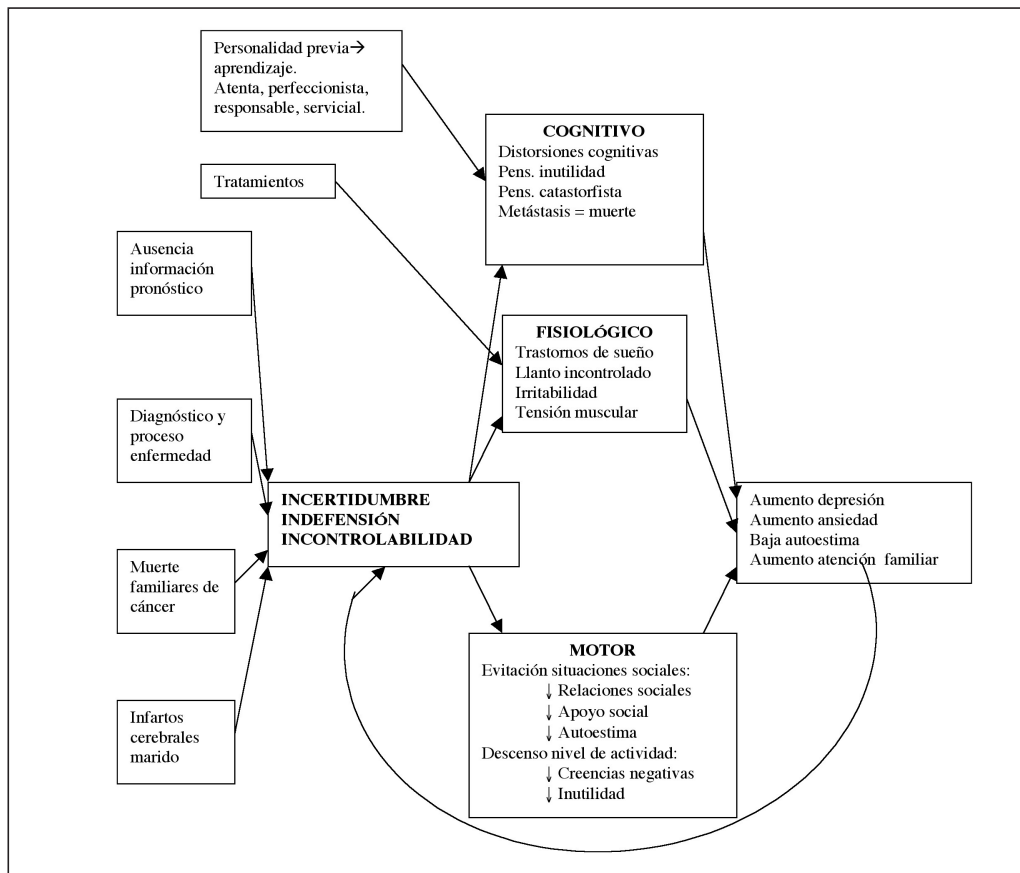 Personalidad previa→
aprendizaje.
Atenta, perfeccionista,
responsable, servicial.
COGNITIVO
Distorsiones cognitivas
Pens. inutilidad
Pens. catastorfista
Metástasis = muerte
Tratamientos
Ausencia
información
pronóstico
FISIOLÓGICO
Trastornos de sueño
Llanto incontrolado
Irritabilidad
Tensión muscular
Diagnóstico y
proceso
enfermedad
INCERTIDUMBRE
INDEFENSIÓN
INCONTROLABILIDAD
Aumento depresión
Aumento ansiedad
Baja autoestima
Aumento atención familiar
Muerte
familiares de
cáncer
MOTOR
Evitación situaciones sociales:
↓ Relaciones sociales
↓ Apoyo social
↓ Autoestima
Descenso nivel de actividad:
↓ Creencias negativas
↓ Inutilidad
Infartos
cerebrales
marido